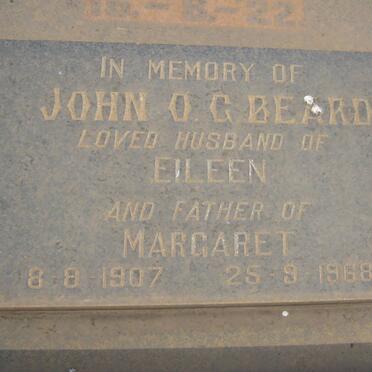 IN MEMORY OF
JOHN O. G. BEARD
LOVED HUSBAND OF
EILEEN
AND FATHER OF
MARGARET
8-8-1907 25-9-1968